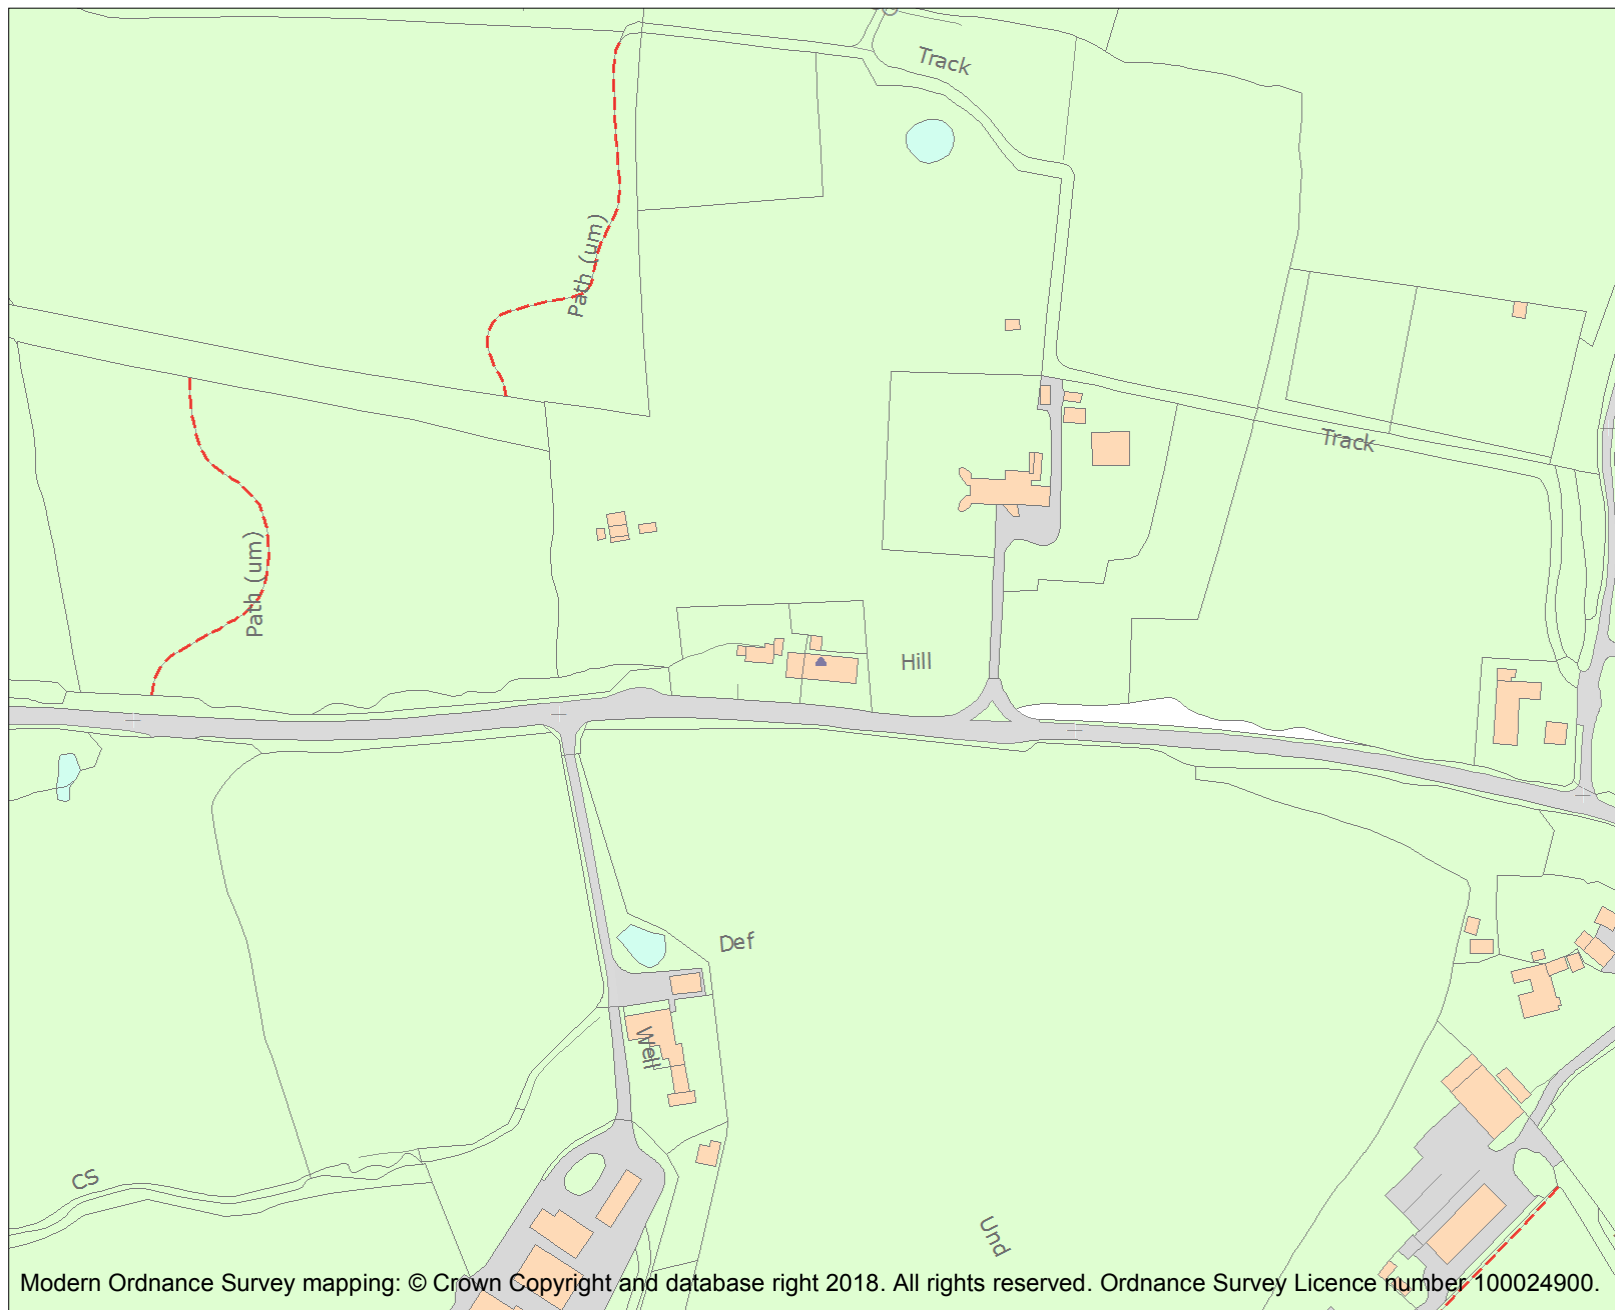 Track
Path (um)
Track
Path (um)
Hill
Def
Well
CS
Und
Modern Ordnance Survey mapping: © Crown Copyright and database right 2018. All rights reserved. Ordnance Survey Licence number 100024900.